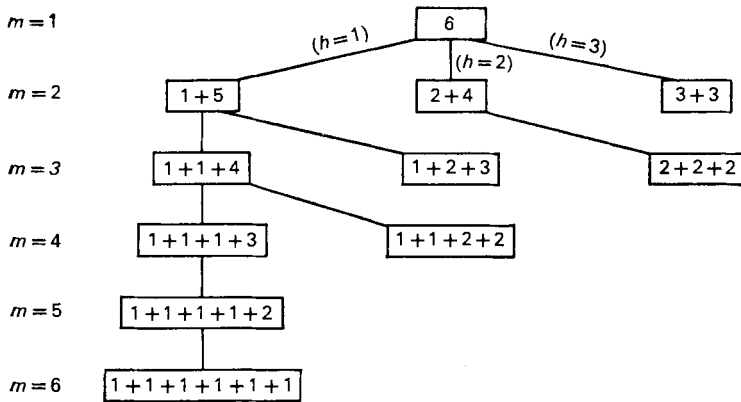 m=1 6
(h=1) (h=2) (h=3)
m=2 1+5 2+4 3+3
m=3 1+1+4 1+2+3 2+2+2
m=4 1+1+1+3 1+1+2+2
m=5 1+1+1+1+2
m=6 1+1+1+1+1+1